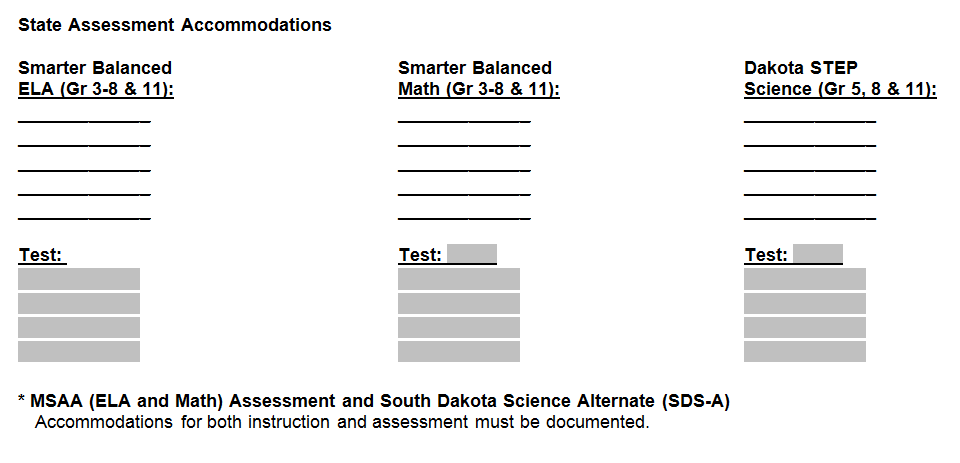 State Assessment Accommodations
Smarter Balanced
ELA (Gr 3-8 & 11):
Smarter Balanced
Math (Gr 3-8 & 11):
Dakota STEP
Science (Gr 5, 8 & 11):
Test:
Test:
Test:
* MSAA (ELA and Math) Assessment and South Dakota Science Alternate (SDS-A)
Accommodations for both instruction and assessment must be documented.